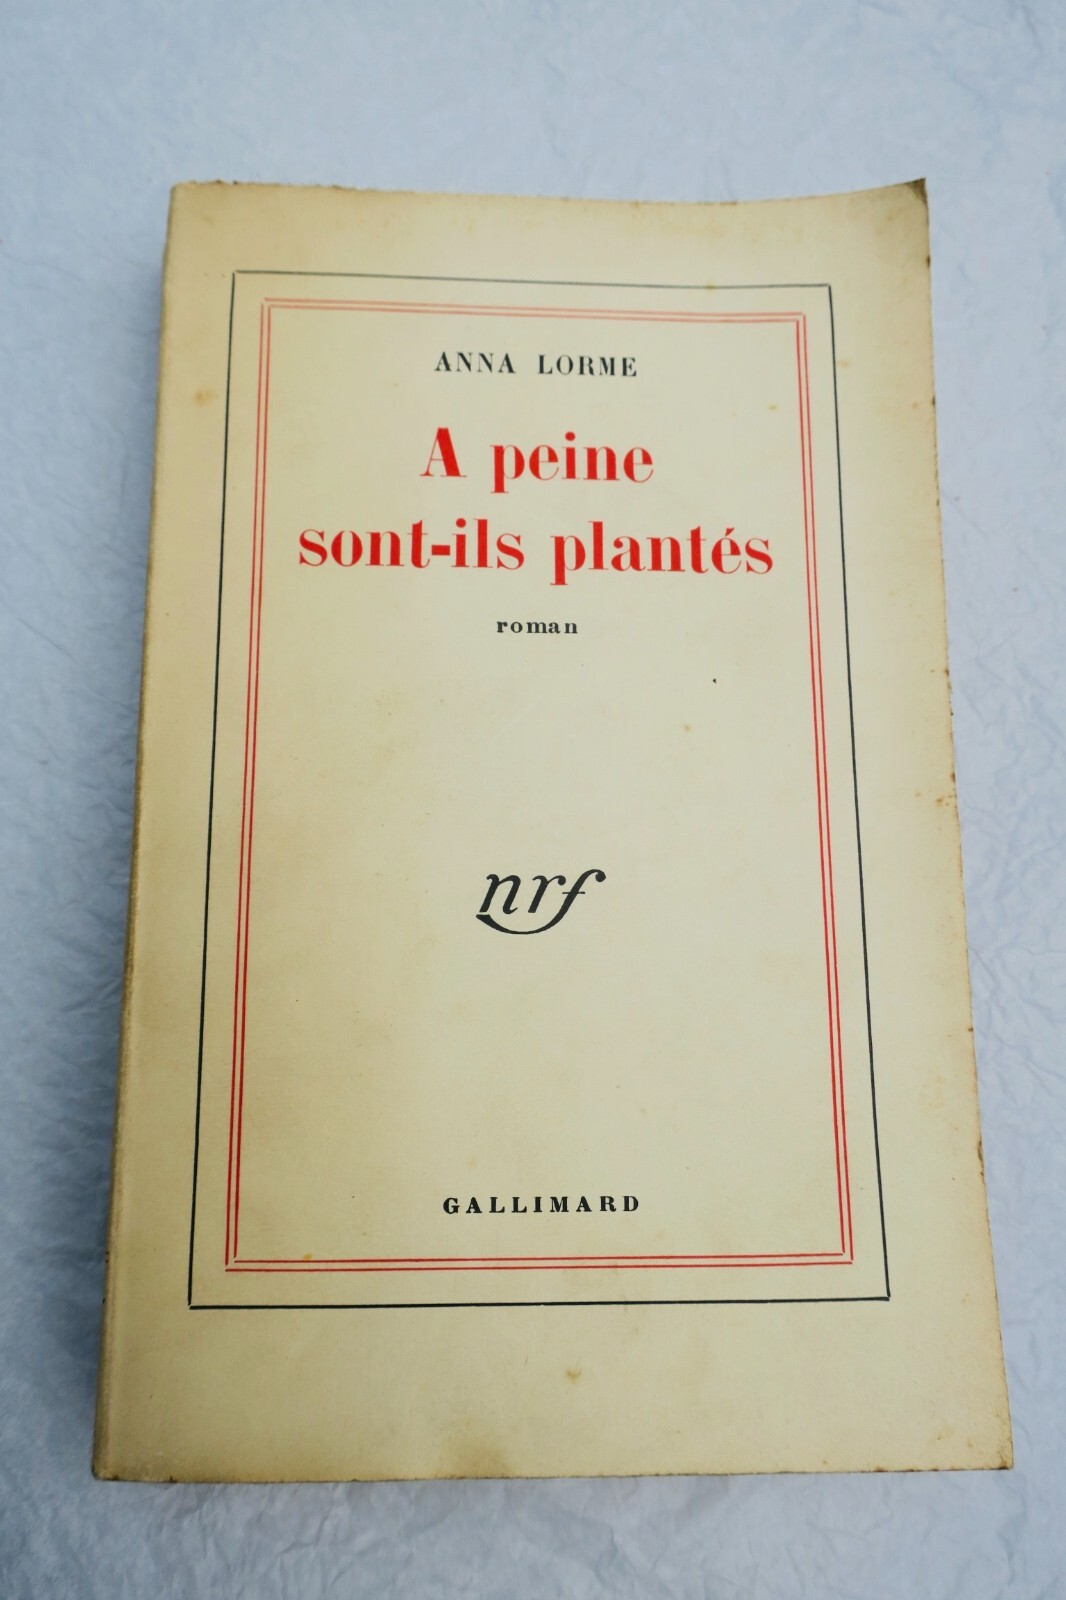 ANNA LORME
A peine
sont-ils plantés
roman
nrf
GALLIMARD